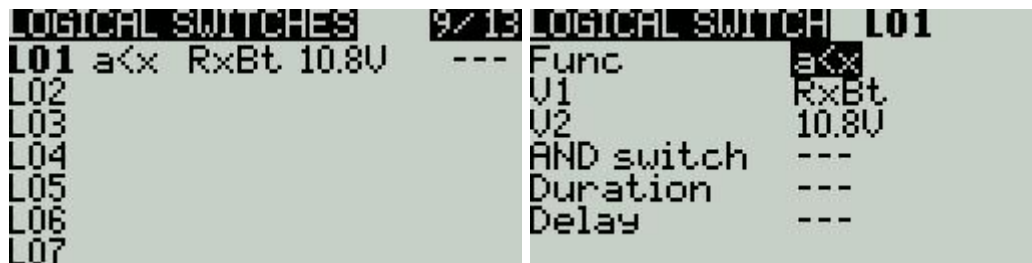 LOGICAL SWITCHES 9/13
L01 a<x RxBt 10.8V ---
L02
L03
L04
L05
L06
L07
LOGICAL SWITCH L01
Func a<x
V1 RxBt
V2 10.8V
AND switch ---
Duration ---
Delay ---